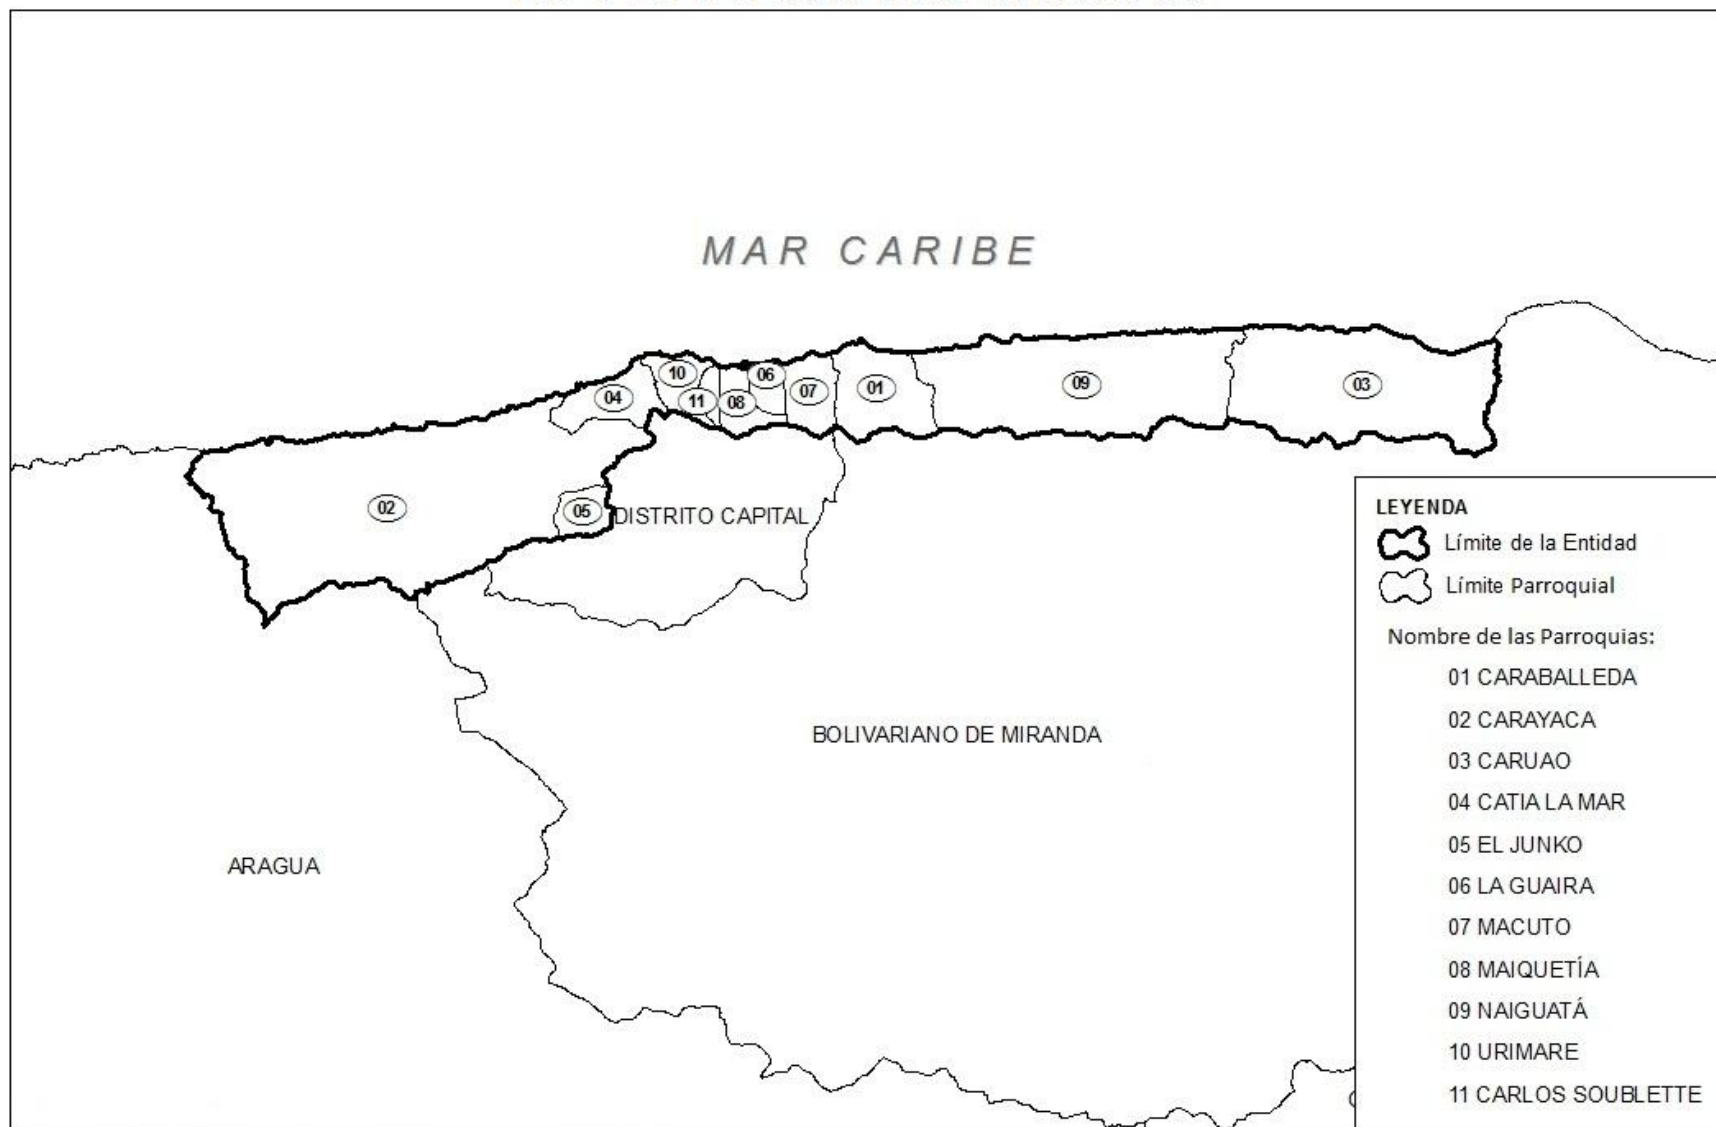 MAR CARIBE
10
06
11
08
07
04
01
09
03
02
05
DISTRITO CAPITAL
BOLIVARIANO DE MIRANDA
ARAGUA
LEYENDA
Límite de la Entidad
Límite Parroquial
Nombre de las Parroquias:
01 CARABALLEDA
02 CARAYACA
03 CARUAO
04 CATIA LA MAR
05 EL JUNKO
06 LA GUAIRA
07 MACUTO
08 MAIQUETÍA
09 NAIGUATÁ
10 URIMARE
11 CARLOS SOUBLETTE